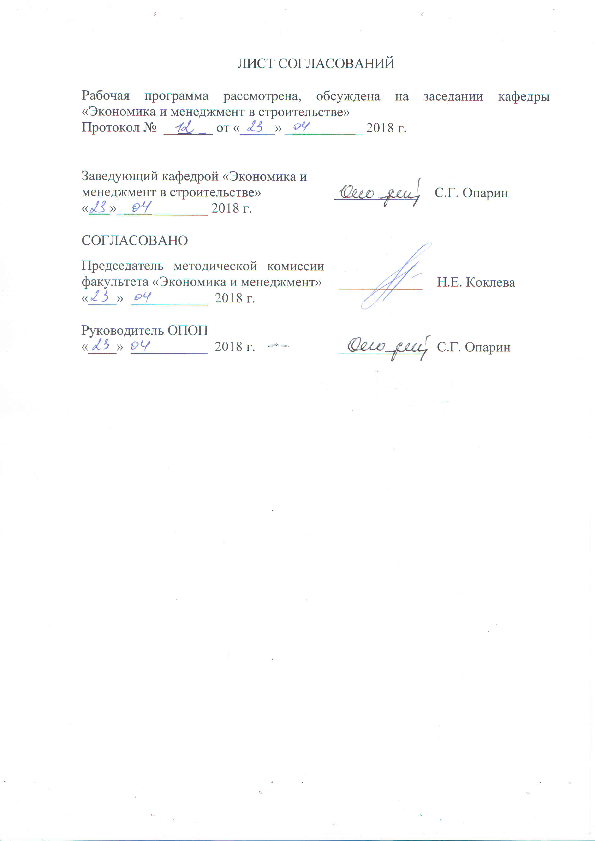 ЛИСТ СОГЛАСОВАНИЙ
Рабочая программа рассмотрена, обсуждена на заседании кафедры
«Экономика и менеджмент в строительстве»
Протокол № 12 от « 23 » 04 2018 г.
Заведующий кафедрой «Экономика и
менеджмент в строительстве» С.Г. Опарин
«23» 04 2018 г.
СОГЛАСОВАНО
Председатель методической комиссии
факультета «Экономика и менеджмент» Н.Е. Коклева
«23» 04 2018 г.
Руководитель ОПОП
«23» 04 2018 г. С.Г. Опарин